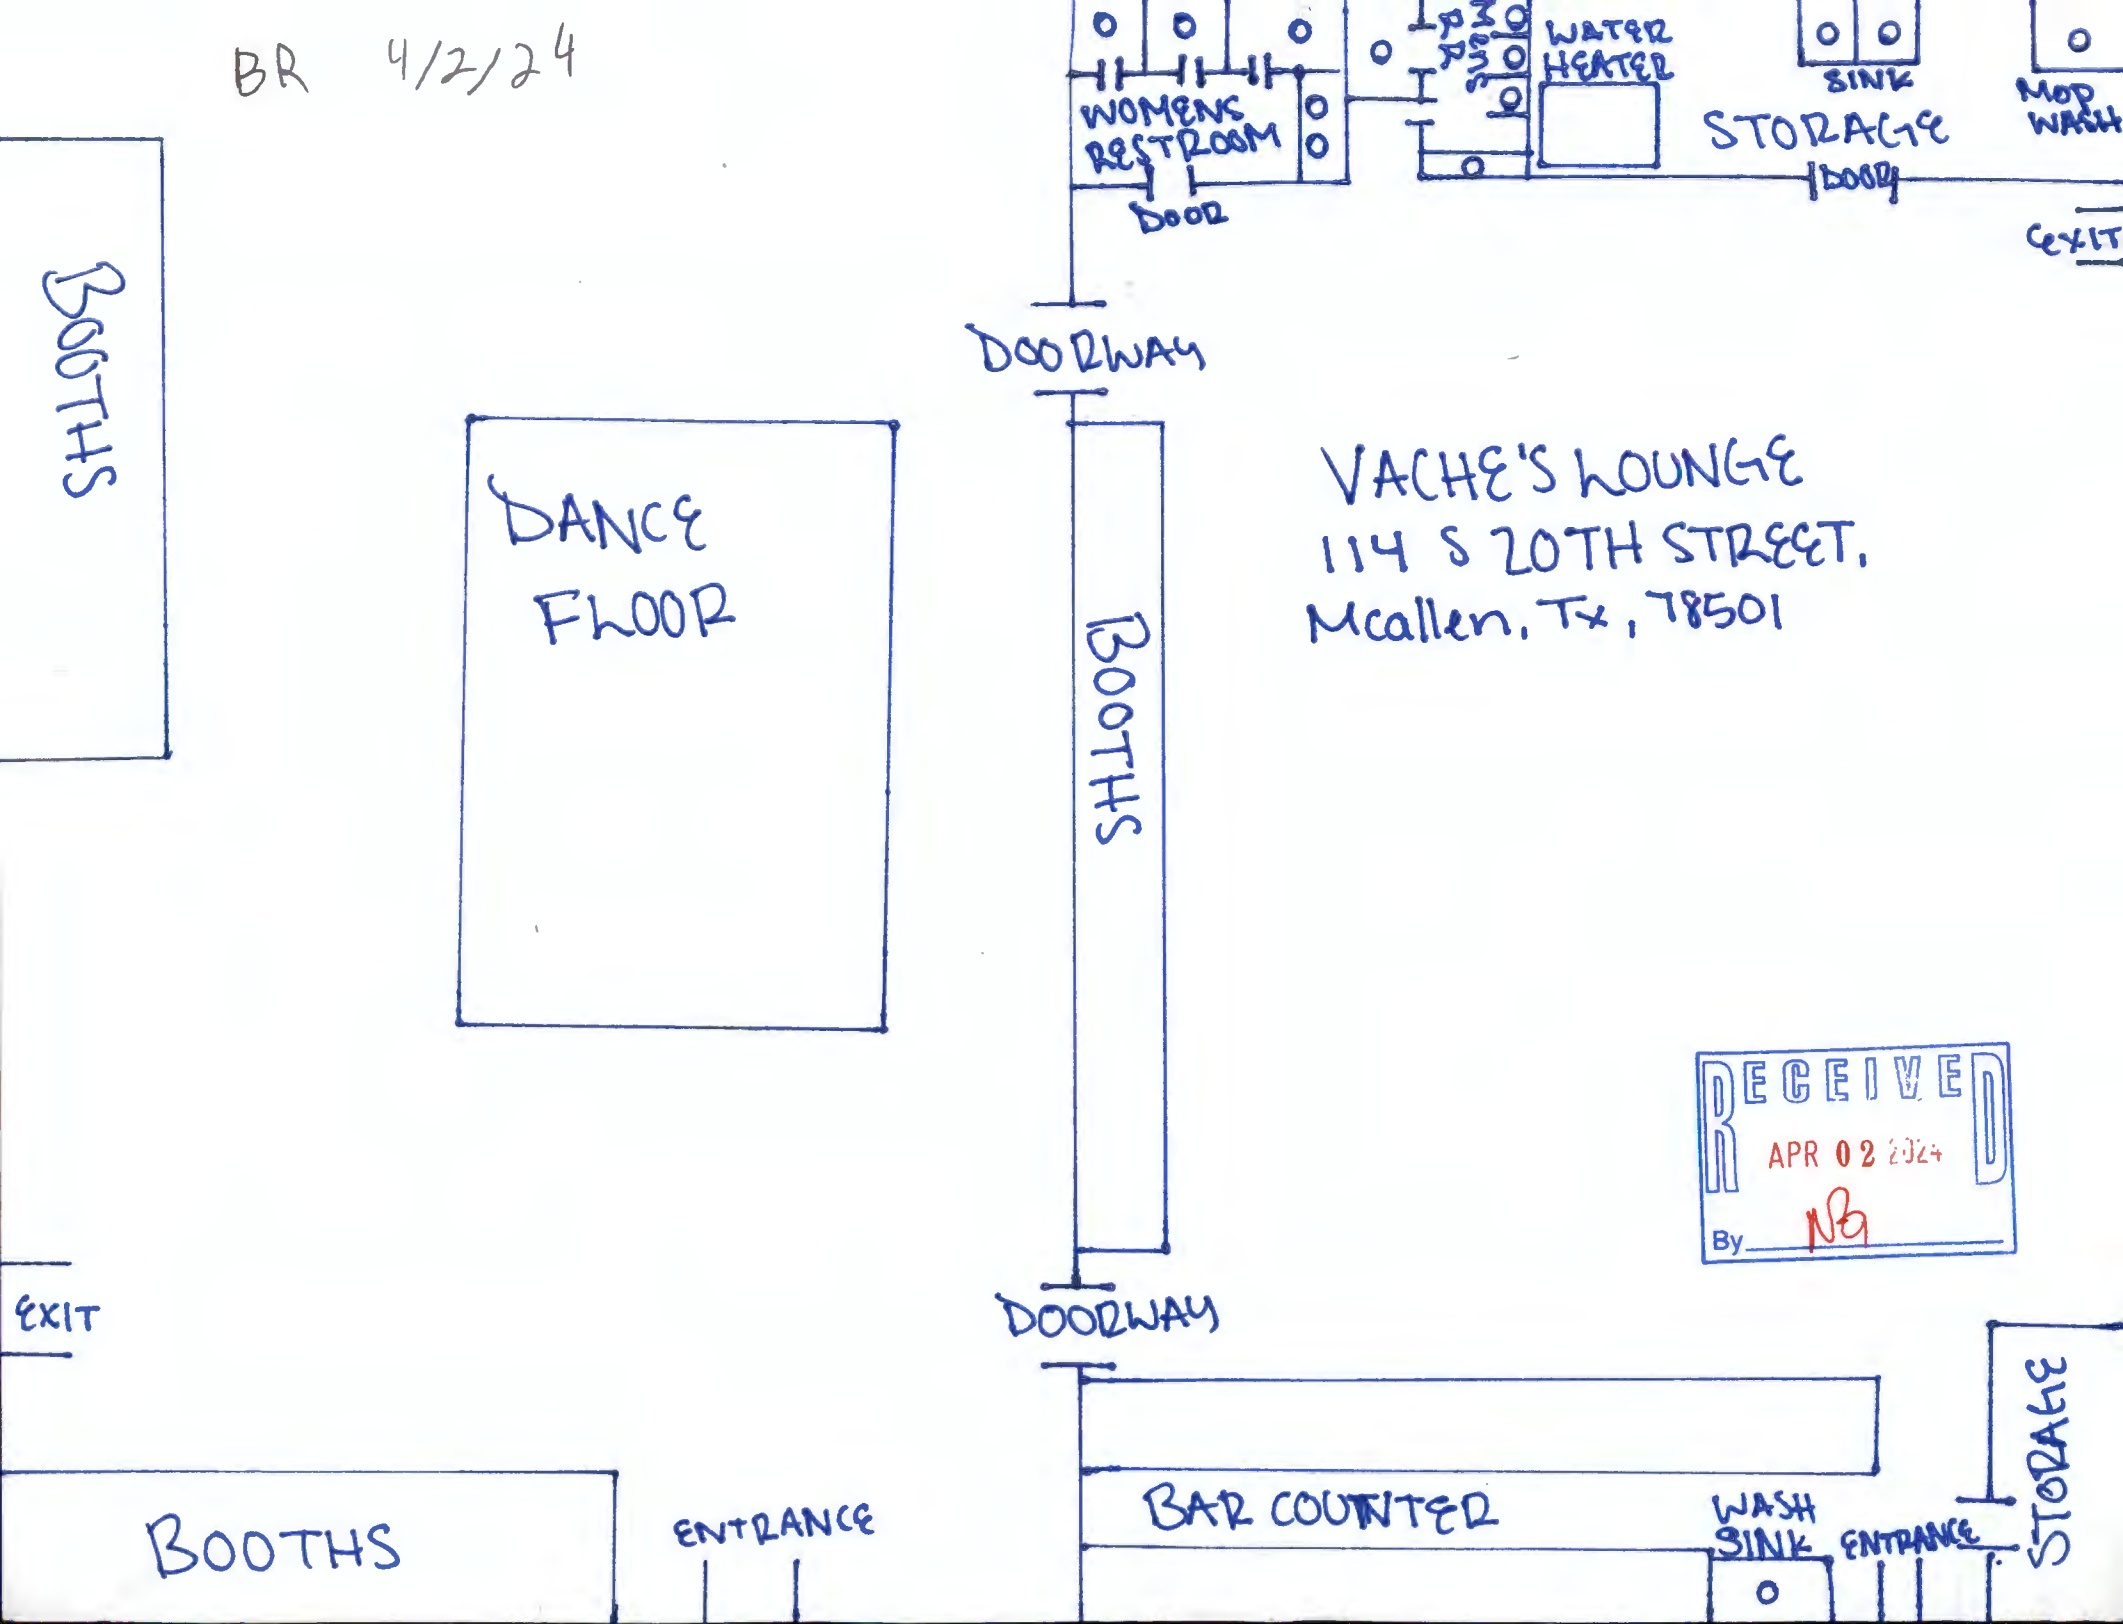 BR 4/2/24
WATER
HEATER
SINK
MOP
WASH
WOMENS
RESTROOM
STORAGE
DOOR
DOOR
EXIT
BOOTHS
DOORWAY
DANCE
FLOOR
VACHE'S LOUNGE
114 S 20TH STREET.
Mcallen, Tx, 78501
BOOTHS
RECEIVED
APR 02 2024
By NG
EXIT
DOORWAY
STORAGE
BAR COUNTER
WASH
SINK
ENTRANCE
ENTRANCE
BOOTHS